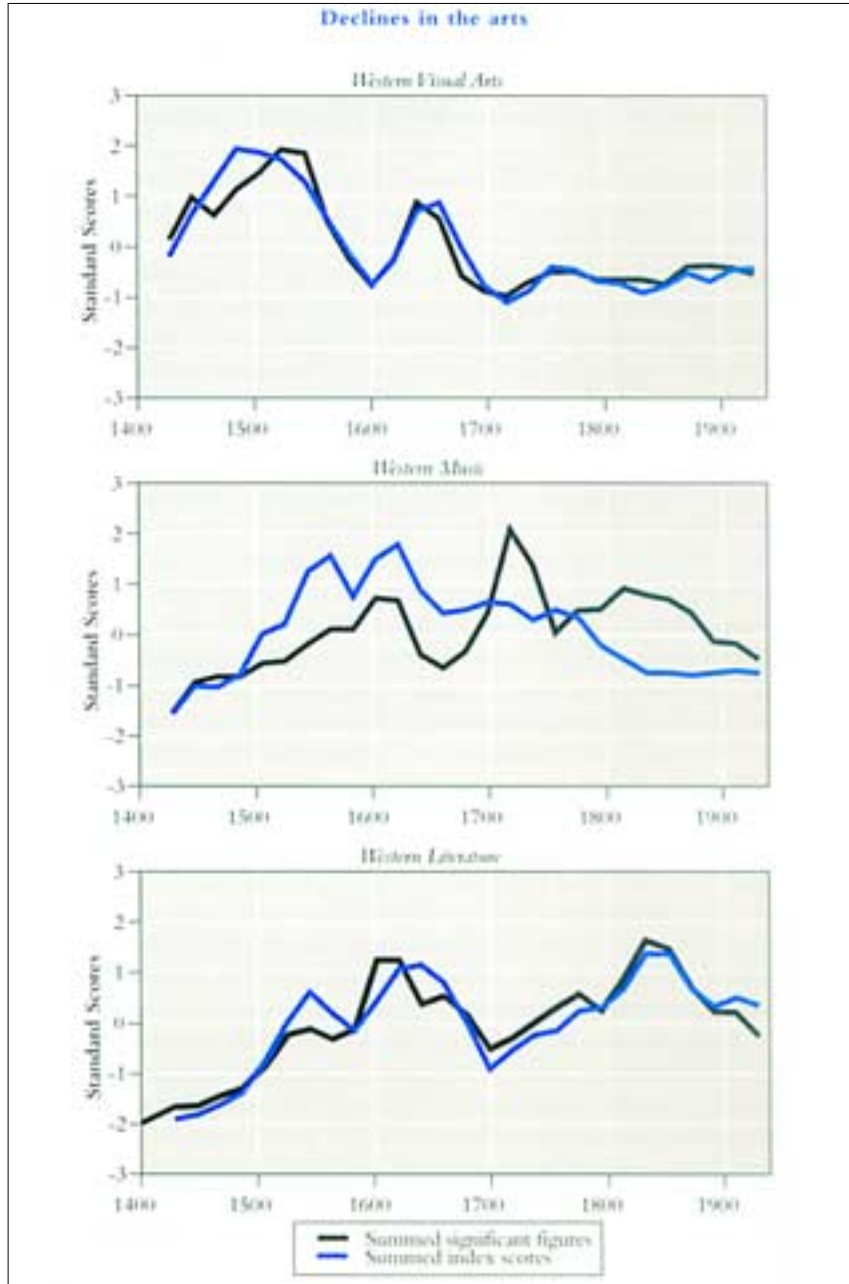 Declines in the arts
Western Visual Arts
Standard Scores
3
2
1
0
-1
-2
-3
1400 1500 1600 1700 1800 1900
Western Music
Standard Scores
3
2
1
0
-1
-2
-3
1400 1500 1600 1700 1800 1900
Western Literature
Standard Scores
3
2
1
0
-1
-2
-3
1400 1500 1600 1700 1800 1900
Summed significant figures
Summed index scores